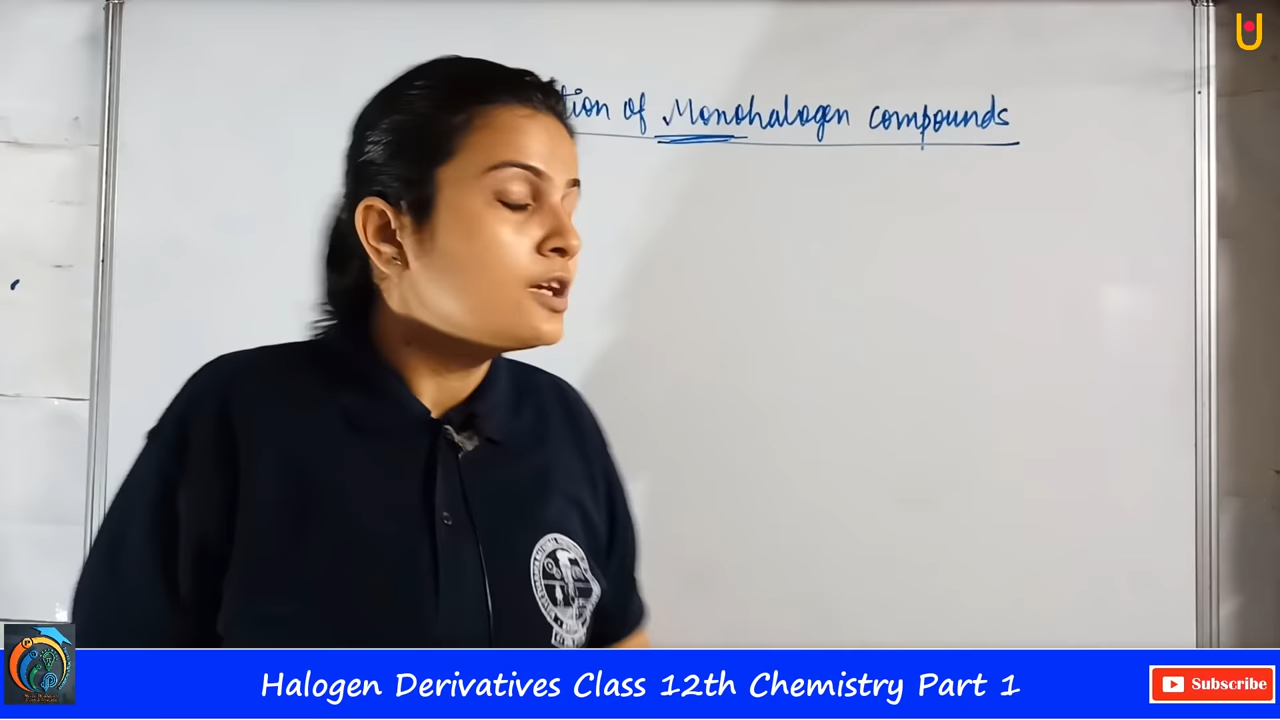 tion of Monohalogen compounds
Halogen Derivatives Class 12th Chemistry Part 1
Subscribe